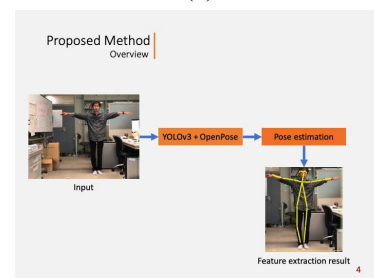 Proposed Method
Overview
YOLOv3 + OpenPose
Pose estimation
Input
Feature extraction result
4